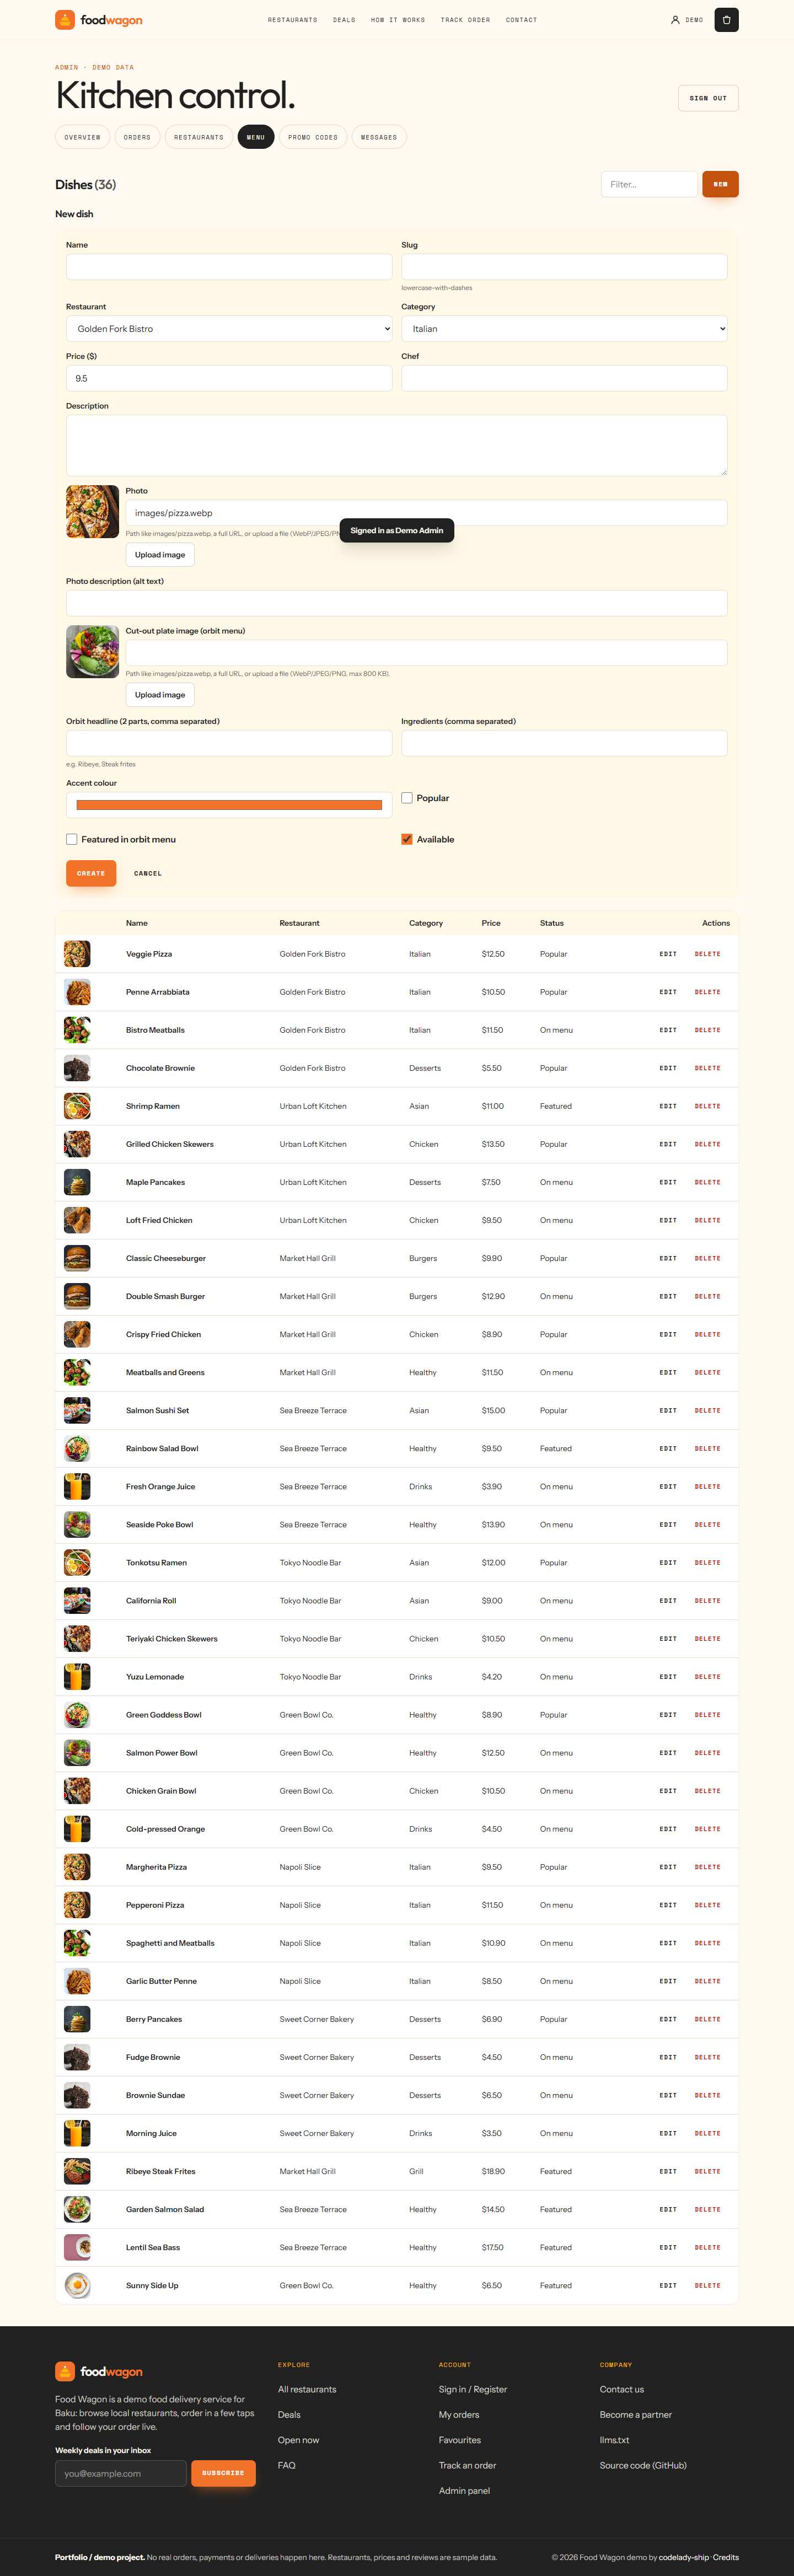 foodwagon
RESTAURANTS DEALS HOW IT WORKS TRACK ORDER CONTACT
DEMO
ADMIN · DEMO DATA
Kitchen control.
SIGN OUT
OVERVIEW ORDERS RESTAURANTS MENU PROMO CODES MESSAGES
Dishes (36)
Filter...
NEW
New dish
Name
Slug
lowercase-with-dashes
Restaurant
Category
Golden Fork Bistro
Italian
Price ($)
Chef
9.5
Description
Photo
images/pizza.webp
Path like images/pizza.webp, a full URL, or upload a file (WebP/JPEG/
Signed in as Demo Admin
Upload image
Photo description (alt text)
Cut-out plate image (orbit menu)
Path like images/pizza.webp, a full URL, or upload a file (WebP/JPEG/PNG, max 800 KB).
Upload image
Orbit headline (2 parts, comma separated)
Ingredients (comma separated)
e.g. Ribeye, Steak frites
Accent colour
Popular
Featured in orbit menu
Available
CREATE
CANCEL
Name Restaurant Category Price Status Actions
Veggie Pizza Golden Fork Bistro Italian $12.50 Popular EDIT DELETE
Penne Arrabbiata Golden Fork Bistro Italian $10.50 Popular EDIT DELETE
Bistro Meatballs Golden Fork Bistro Italian $11.50 On menu EDIT DELETE
Chocolate Brownie Golden Fork Bistro Desserts $5.50 Popular EDIT DELETE
Shrimp Ramen Urban Loft Kitchen Asian $11.00 Featured EDIT DELETE
Grilled Chicken Skewers Urban Loft Kitchen Chicken $13.50 Popular EDIT DELETE
Maple Pancakes Urban Loft Kitchen Desserts $7.50 On menu EDIT DELETE
Loft Fried Chicken Urban Loft Kitchen Chicken $9.50 On menu EDIT DELETE
Classic Cheeseburger Market Hall Grill Burgers $9.90 Popular EDIT DELETE
Double Smash Burger Market Hall Grill Burgers $12.90 On menu EDIT DELETE
Crispy Fried Chicken Market Hall Grill Chicken $8.90 Popular EDIT DELETE
Meatballs and Greens Market Hall Grill Healthy $11.50 On menu EDIT DELETE
Salmon Sushi Set Sea Breeze Terrace Asian $15.00 Popular EDIT DELETE
Rainbow Salad Bowl Sea Breeze Terrace Healthy $9.50 Featured EDIT DELETE
Fresh Orange Juice Sea Breeze Terrace Drinks $3.90 On menu EDIT DELETE
Seaside Poke Bowl Sea Breeze Terrace Healthy $13.90 On menu EDIT DELETE
Tonkotsu Ramen Tokyo Noodle Bar Asian $12.00 Popular EDIT DELETE
California Roll Tokyo Noodle Bar Asian $9.00 On menu EDIT DELETE
Teriyaki Chicken Skewers Tokyo Noodle Bar Chicken $10.50 On menu EDIT DELETE
Yuzu Lemonade Tokyo Noodle Bar Drinks $4.20 On menu EDIT DELETE
Green Goddess Bowl Green Bowl Co. Healthy $8.90 Popular EDIT DELETE
Salmon Power Bowl Green Bowl Co. Healthy $12.50 On menu EDIT DELETE
Chicken Grain Bowl Green Bowl Co. Chicken $10.50 On menu EDIT DELETE
Cold-pressed Orange Green Bowl Co. Drinks $4.50 On menu EDIT DELETE
Margherita Pizza Napoli Slice Italian $9.50 Popular EDIT DELETE
Pepperoni Pizza Napoli Slice Italian $11.50 On menu EDIT DELETE
Spaghetti and Meatballs Napoli Slice Italian $10.90 On menu EDIT DELETE
Garlic Butter Penne Napoli Slice Italian $8.50 On menu EDIT DELETE
Berry Pancakes Sweet Corner Bakery Desserts $6.90 Popular EDIT DELETE
Fudge Brownie Sweet Corner Bakery Desserts $4.50 On menu EDIT DELETE
Brownie Sundae Sweet Corner Bakery Desserts $6.50 On menu EDIT DELETE
Morning Juice Sweet Corner Bakery Drinks $3.50 On menu EDIT DELETE
Ribeye Steak Frites Market Hall Grill Grill $18.90 Featured EDIT DELETE
Garden Salmon Salad Sea Breeze Terrace Healthy $14.50 Featured EDIT DELETE
Lentil Sea Bass Sea Breeze Terrace Healthy $17.50 Featured EDIT DELETE
Sunny Side Up Green Bowl Co. Healthy $6.50 Featured EDIT DELETE
foodwagon
Food Wagon is a demo food delivery service for
Baku: browse local restaurants, order in a few taps
and follow your order live.
Weekly deals in your inbox
you@example.com
SUBSCRIBE
EXPLORE
All restaurants
Deals
Open now
FAQ
ACCOUNT
Sign in / Register
My orders
Favourites
Track an order
Admin panel
COMPANY
Contact us
Become a partner
llms.txt
Source code (GitHub)
Portfolio / demo project. No real orders, payments or deliveries happen here. Restaurants, prices and reviews are sample data.
© 2026 Food Wagon demo by codelady-ship · Credits